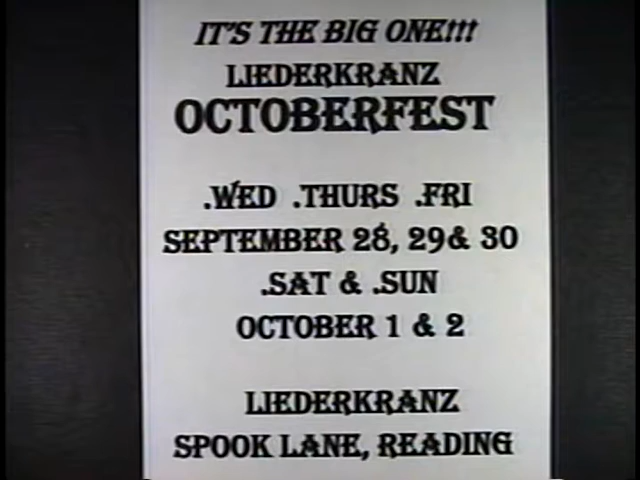 IT'S THE BIG ONE!!!
LIEDERKRANZ
OCTOBERFEST
.WED .THURS .FRI
SEPTEMBER 28, 29& 30
.SAT & .SUN
OCTOBER 1 & 2
LIEDERKRANZ
SPOOK LANE, READING